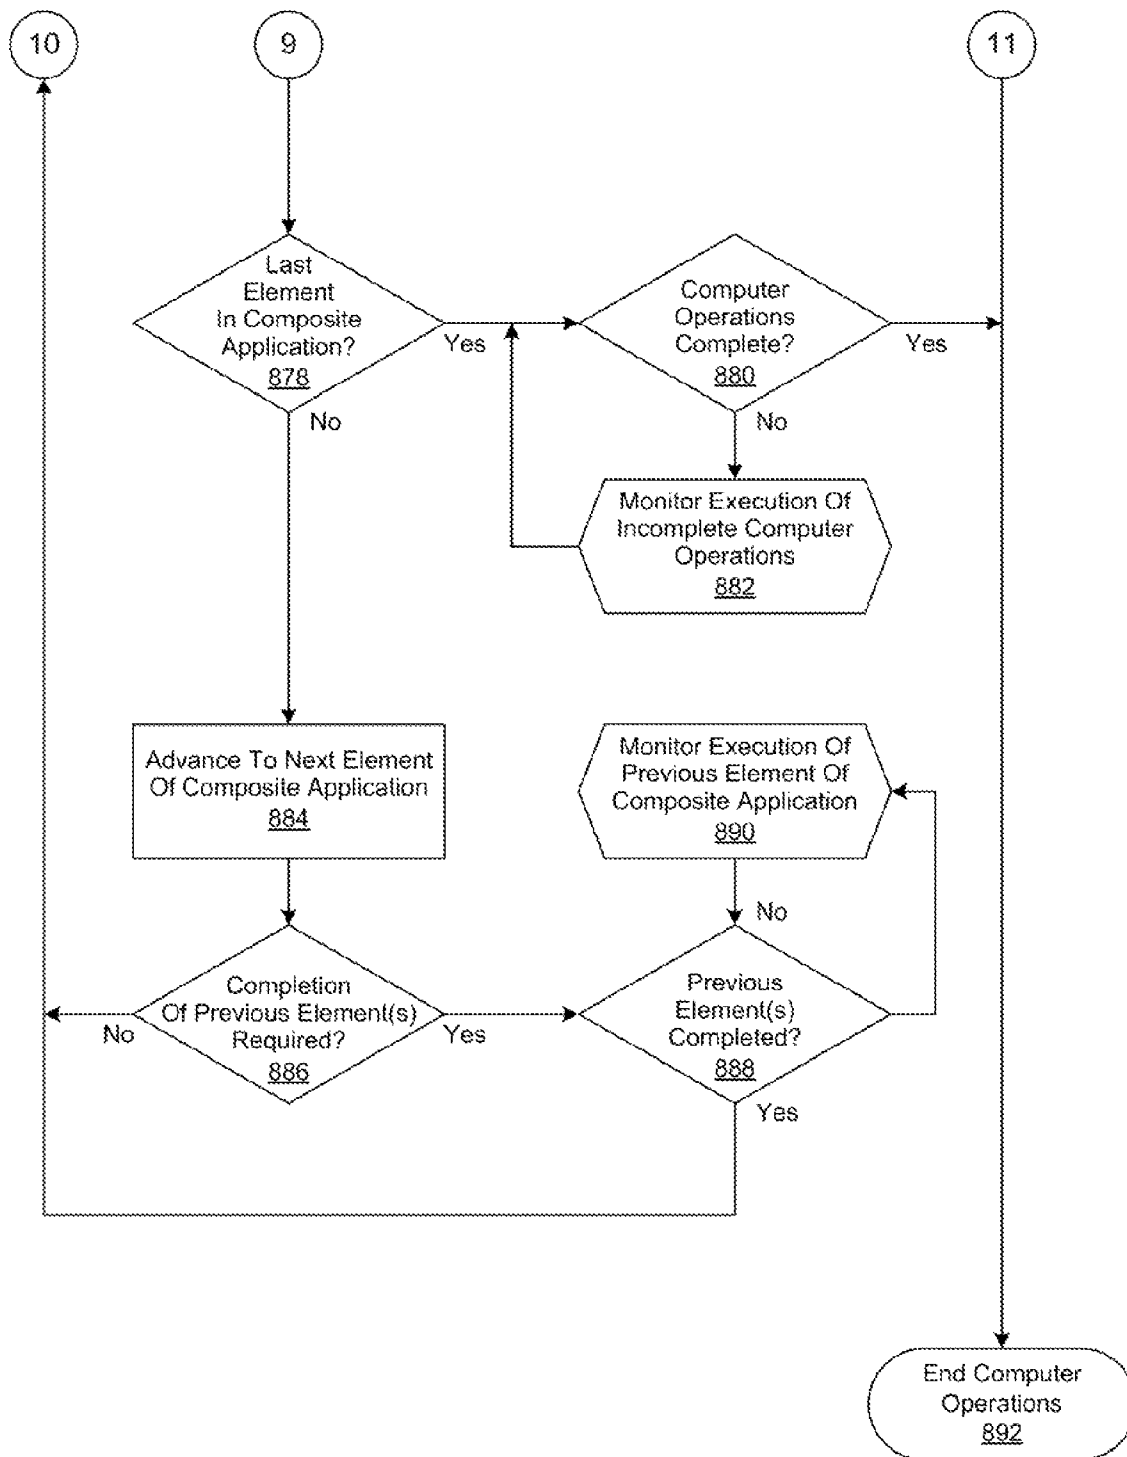 10
9
11
Last
Element
In Composite
Application?
878
Yes
No
Computer
Operations
Complete?
880
Yes
No
Monitor Execution Of
Incomplete Computer
Operations
882
Advance To Next Element
Of Composite Application
884
Monitor Execution Of
Previous Element Of
Composite Application
890
No
Completion
Of Previous Element(s)
Required?
886
No
Yes
Previous
Element(s)
Completed?
888
Yes
End Computer
Operations
892